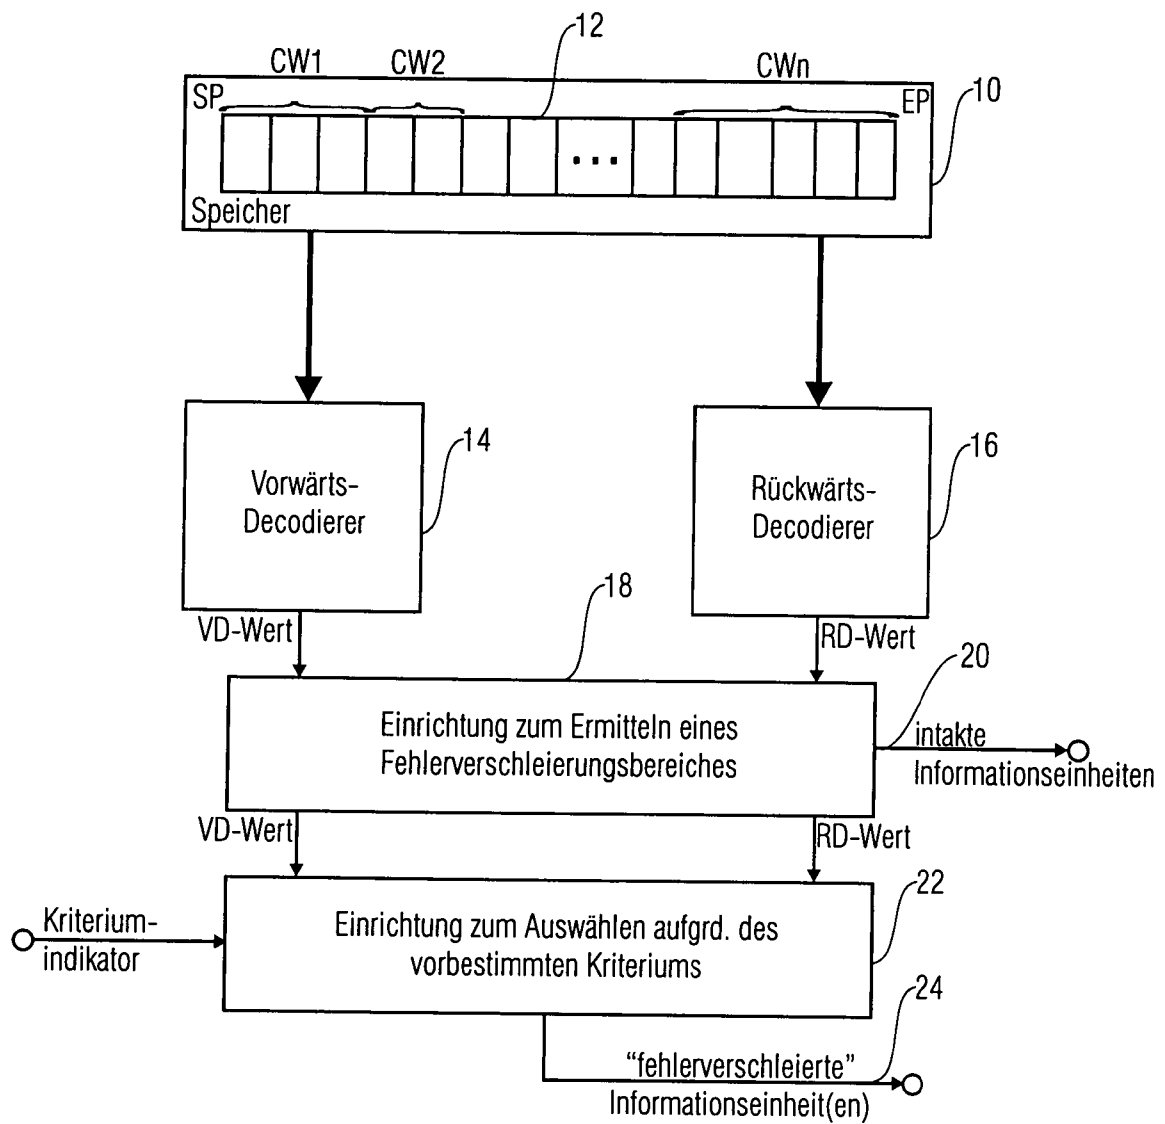 12
CW1 CW2 CWn
SP EP 10
...
Speicher
14
Vorwärts-
Decodierer
16
Rückwärts-
Decodierer
18
VD-Wert RD-Wert
20
Einrichtung zum Ermitteln eines
Fehlerverschleierungsbereiches
intakte
Informationseinheiten
VD-Wert RD-Wert
22
Kriterium-
indikator
Einrichtung zum Auswählen aufgrd. des
vorbestimmten Kriteriums
24
“fehlerverschleierte”
Informationseinheit(en)